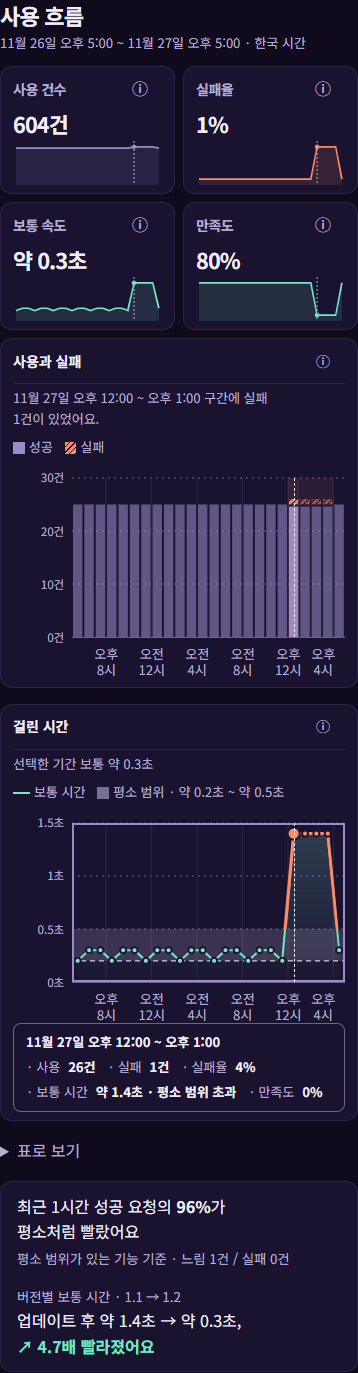 사용 흐름
11월 26일 오후 5:00 ~ 11월 27일 오후 5:00 · 한국 시간
사용 건수 ⓘ
604건
실패율 ⓘ
1%
보통 속도 ⓘ
약 0.3초
만족도 ⓘ
80%
사용과 실패 ⓘ
11월 27일 오후 12:00 ~ 오후 1:00 구간에 실패
1건이 있었어요.
성공 실패
30건
20건
10건
0건
오후 오전 오전 오후 오후 오후
8시 12시 4시 8시 12시 4시
걸린 시간 ⓘ
선택한 기간 보통 약 0.3초
보통 시간 평소 범위 · 약 0.2초 ~ 약 0.5초
1.5초
1초
0.5초
0초
오후 오전 오전 오후 오후 오후
8시 12시 4시 8시 12시 4시
11월 27일 오후 12:00 ~ 오후 1:00
· 사용 26건 · 실패 1건 · 실패율 4%
· 보통 시간 약 1.4초 · 평소 범위 초과 · 만족도 0%
▶ 표로 보기
최근 1시간 성공 요청의 96%가
평소처럼 빨랐어요
평소 범위가 있는 기능 기준 · 느림 1건 / 실패 0건
버전별 보통 시간 · 1.1 → 1.2
업데이트 후 약 1.4초 → 약 0.3초,
↗ 4.7배 빨라졌어요